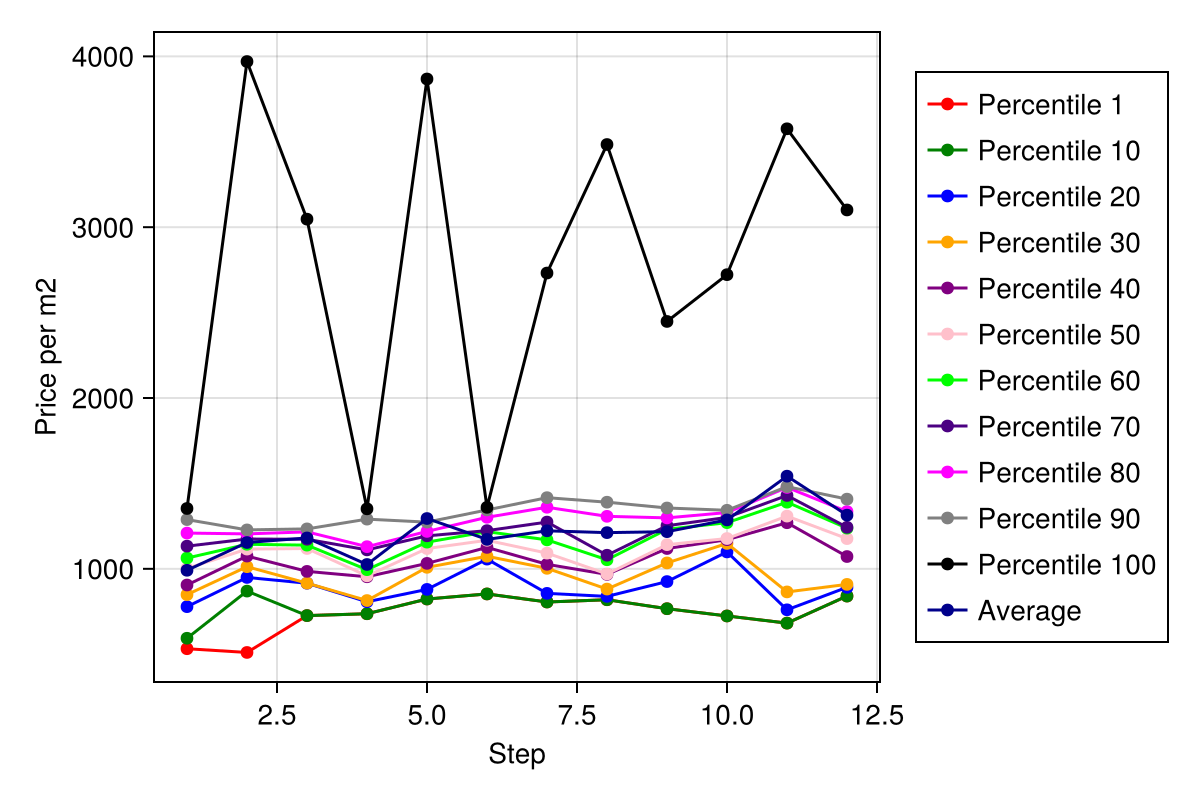 4000
3000
2000
1000
Price per m2
2.5
5.0
7.5
10.0
12.5
Step
Percentile 1
Percentile 10
Percentile 20
Percentile 30
Percentile 40
Percentile 50
Percentile 60
Percentile 70
Percentile 80
Percentile 90
Percentile 100
Average